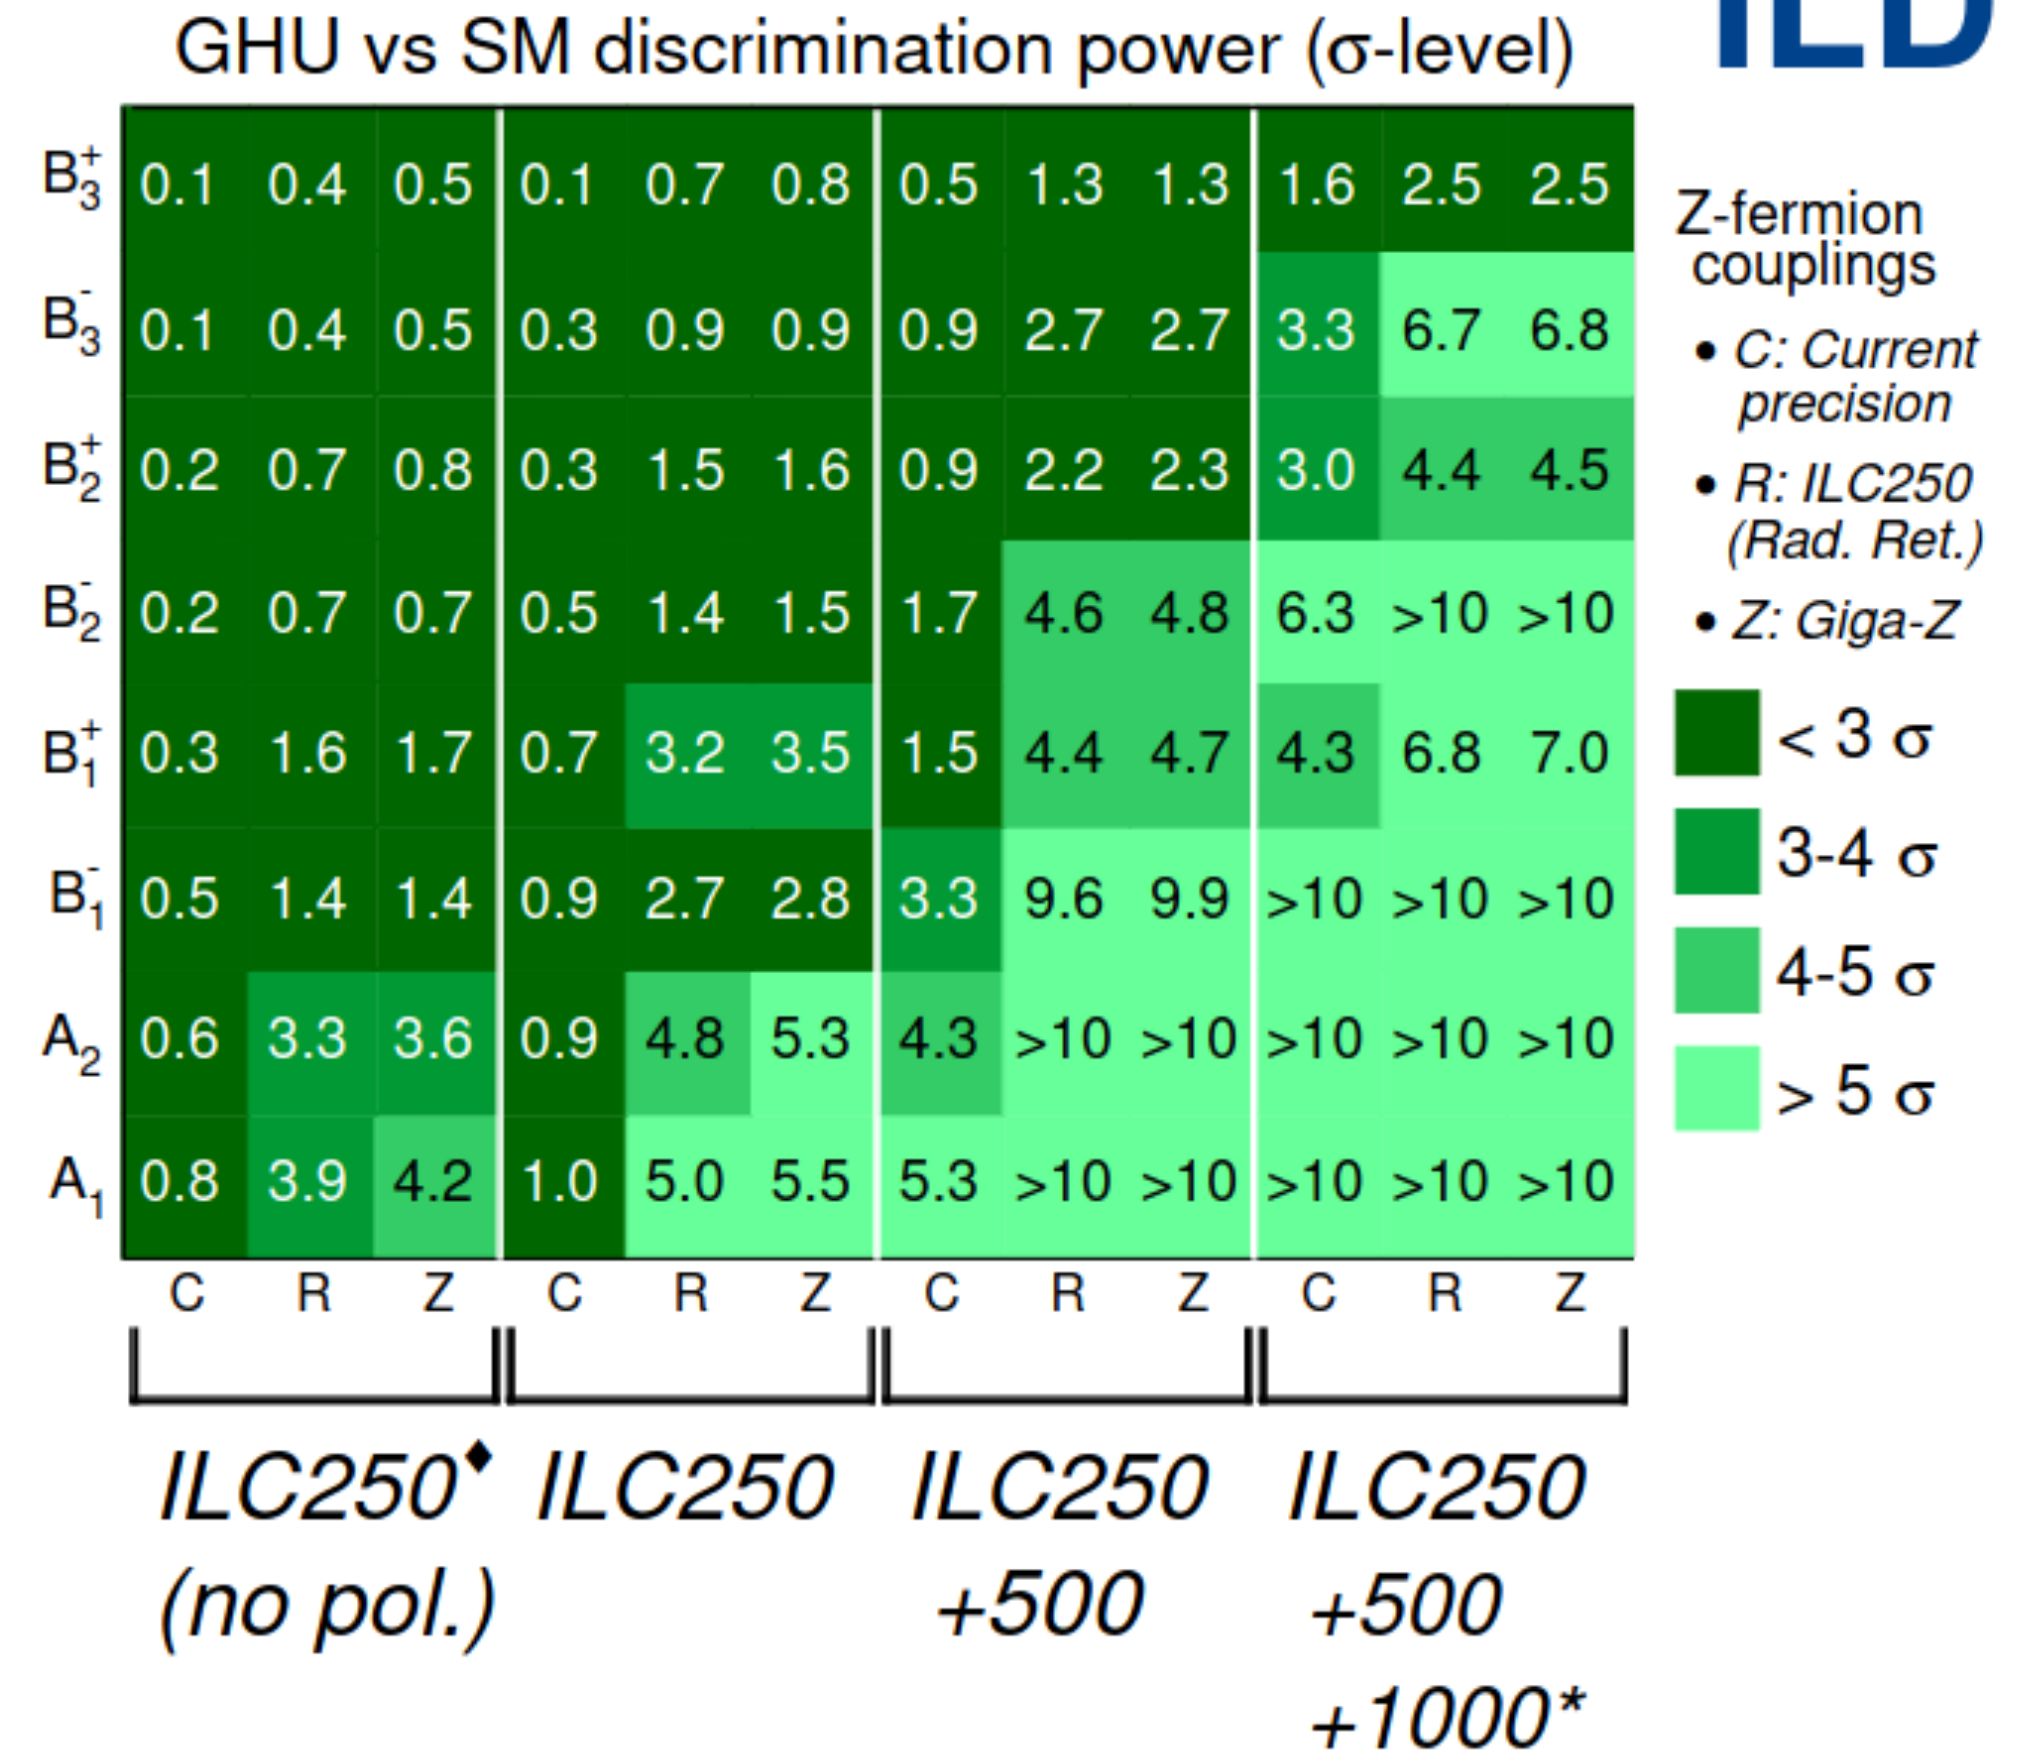 GHU vs SM discrimination power (σ-level)
ILD
B₃⁺ 0.1 0.4 0.5 0.1 0.7 0.8 0.5 1.3 1.3 1.6 2.5 2.5
B₃⁻ 0.1 0.4 0.5 0.3 0.9 0.9 0.9 2.7 2.7 3.3 6.7 6.8
B₂⁺ 0.2 0.7 0.8 0.3 1.5 1.6 0.9 2.2 2.3 3.0 4.4 4.5
B₂⁻ 0.2 0.7 0.7 0.5 1.4 1.5 1.7 4.6 4.8 6.3 >10 >10
B₁⁺ 0.3 1.6 1.7 0.7 3.2 3.5 1.5 4.4 4.7 4.3 6.8 7.0
B₁⁻ 0.5 1.4 1.4 0.9 2.7 2.8 3.3 9.6 9.9 >10 >10 >10
A₂ 0.6 3.3 3.6 0.9 4.8 5.3 4.3 >10 >10 >10 >10 >10
A₁ 0.8 3.9 4.2 1.0 5.0 5.5 5.3 >10 >10 >10 >10 >10
C R Z C R Z C R Z C R Z
ILC250♦
(no pol.)
ILC250
ILC250
+500
ILC250
+500
+1000*
Z-fermion
couplings
• C: Current
precision
• R: ILC250
(Rad. Ret.)
• Z: Giga-Z
< 3 σ
3-4 σ
4-5 σ
> 5 σ